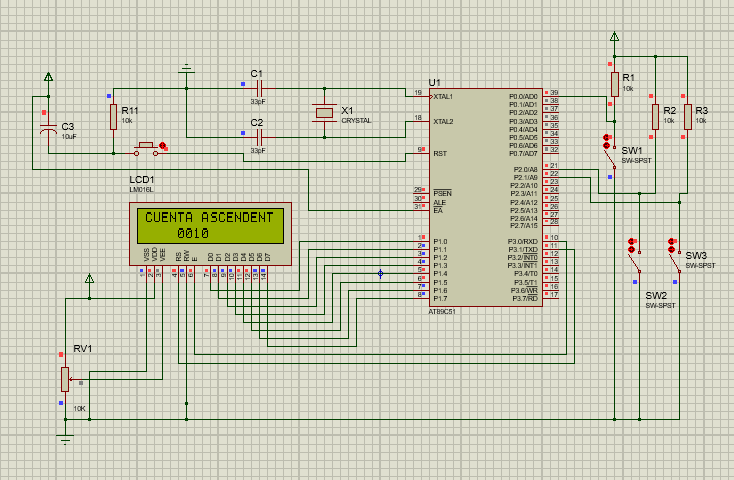 C1
33pF
C2
33pF
X1
CRYSTAL
R11
10k
C3
10uF
LCD1
LM016L
CUENTA ASCENDENT
0010
VSS
VDD
VEE
RS
RW
E
D0
D1
D2
D3
D4
D5
D6
D7
1
2
3
4
5
6
7
8
9
10
11
12
13
14
RV1
10K
U1
19
XTAL1
18
XTAL2
9
RST
29
PSEN
30
ALE
31
EA
1
P1.0
2
P1.1
3
P1.2
4
P1.3
5
P1.4
6
P1.5
7
P1.6
8
P1.7
P0.0/AD0
39
P0.1/AD1
38
P0.2/AD2
37
P0.3/AD3
36
P0.4/AD4
35
P0.5/AD5
34
P0.6/AD6
33
P0.7/AD7
32
P2.0/A8
21
P2.1/A9
22
P2.2/A10
23
P2.3/A11
24
P2.4/A12
25
P2.5/A13
26
P2.6/A14
27
P2.7/A15
28
P3.0/RXD
10
P3.1/TXD
11
P3.2/INT0
12
P3.3/INT1
13
P3.4/T0
14
P3.5/T1
15
P3.6/WR
16
P3.7/RD
17
AT89C51
R1
10k
R2
10k
R3
10k
SW1
SW-SPST
SW2
SW-SPST
SW3
SW-SPST